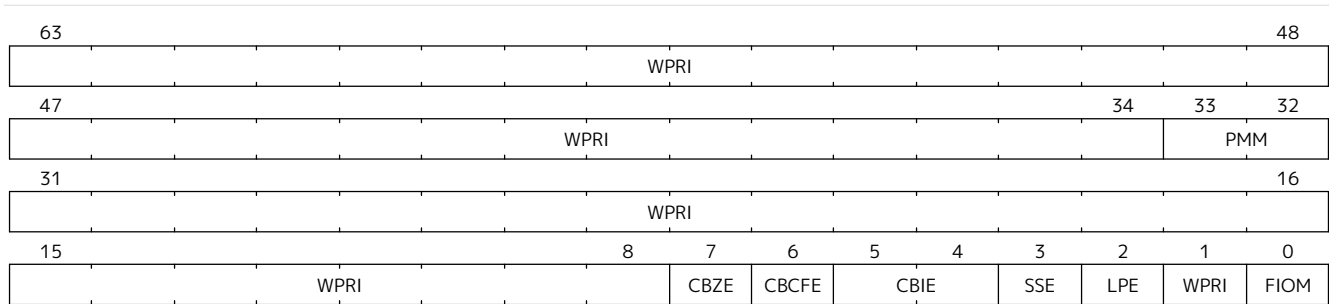 63 48
WPRI
47 34 33 32
WPRI PMM
31 16
WPRI
15 8 7 6 5 4 3 2 1 0
WPRI CBZE CBCFE CBIE SSE LPE WPRI FIOM